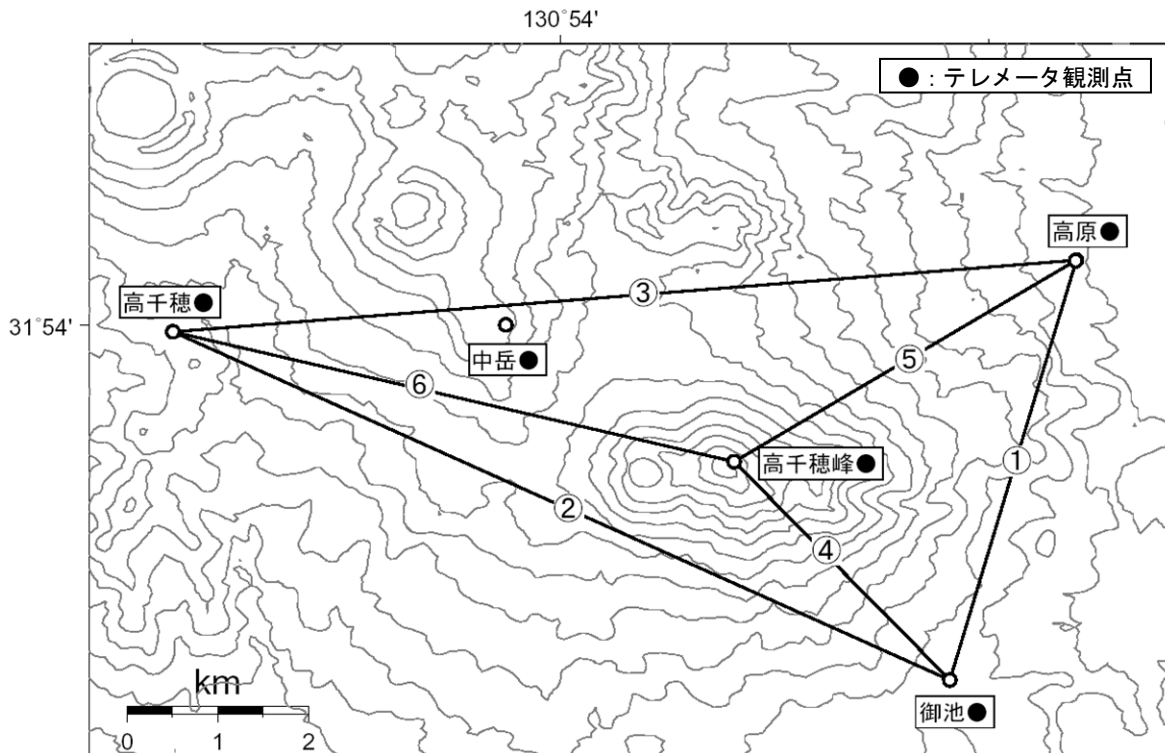 130˚54'
●：テレメータ観測点
高原●
③
高千穂●
31˚54'
中岳●
⑤
⑥
高千穂峰●
①
②
④
km
御池●
0 1 2